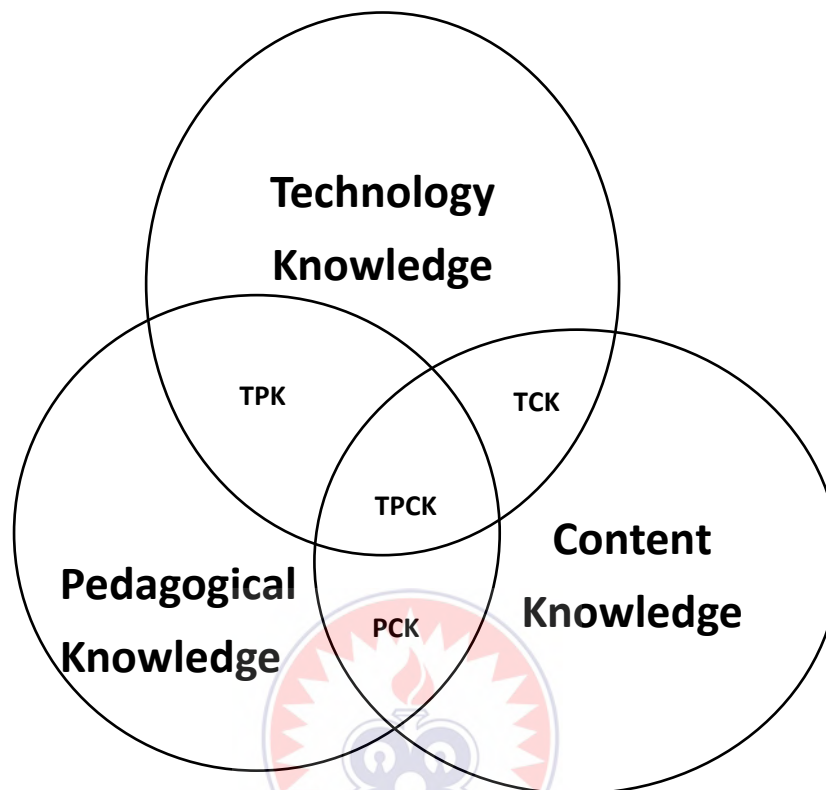 Technology
Knowledge
TPK
TCK
TPCK
Content
Knowledge
Pedagogical
Knowledge
PCK